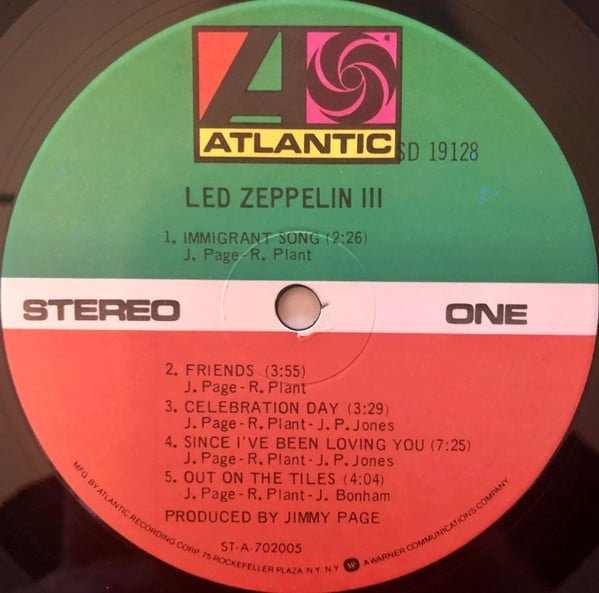 ATLANTIC
®
SD 19128
LED ZEPPELIN III
1. IMMIGRANT SONG (2:26)
J. Page - R. Plant
STEREO
ONE
2. FRIENDS (3:55)
J. Page - R. Plant
3. CELEBRATION DAY (3:29)
J. Page - R. Plant - J. P. Jones
4. SINCE I'VE BEEN LOVING YOU (7:25)
J. Page - R. Plant - J. P. Jones
5. OUT ON THE TILES (4:04)
J. Page - R. Plant - J. Bonham
PRODUCED BY JIMMY PAGE
ST-A-702005
MFG. BY ATLANTIC RECORDING CORP. 75 ROCKEFELLER PLAZA N.Y. N.Y. W A WARNER COMMUNICATIONS COMPANY